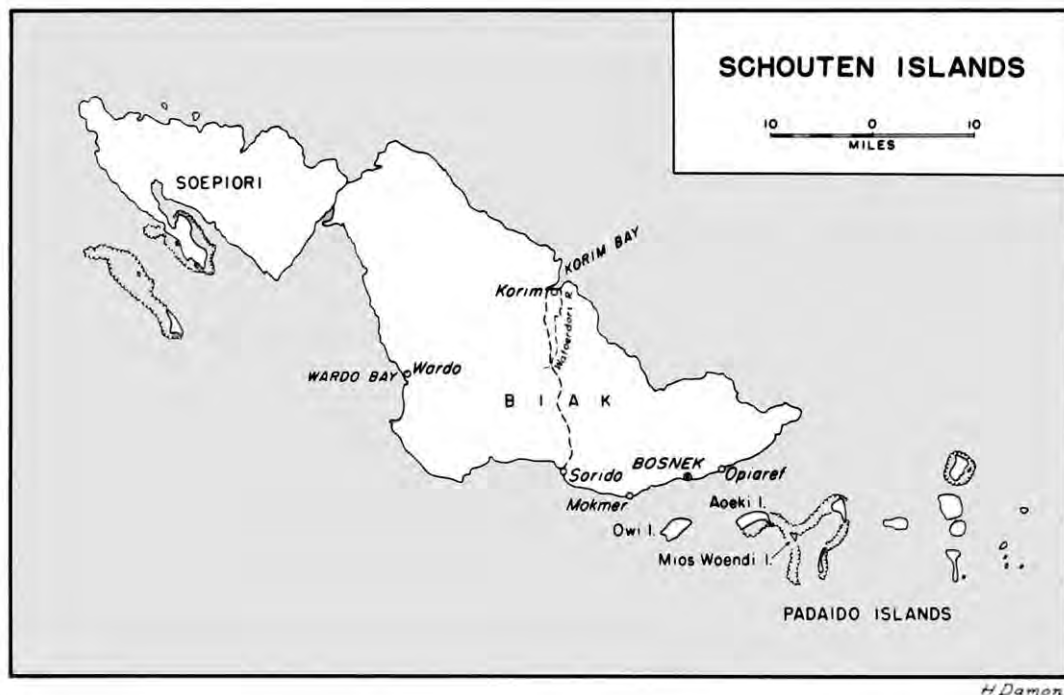 SCHOUTEN ISLANDS
10 0 10
MILES
SOEPIORI
KORIM BAY
Korim
Wafoerdori R.
WARDO BAY
Wardo
B I A K
Sorido
BOSNEK
Opiaref
Mokmer
Aoeki I.
Owi I.
Mios Woendi I.
PADAIDO ISLANDS
H.Damon